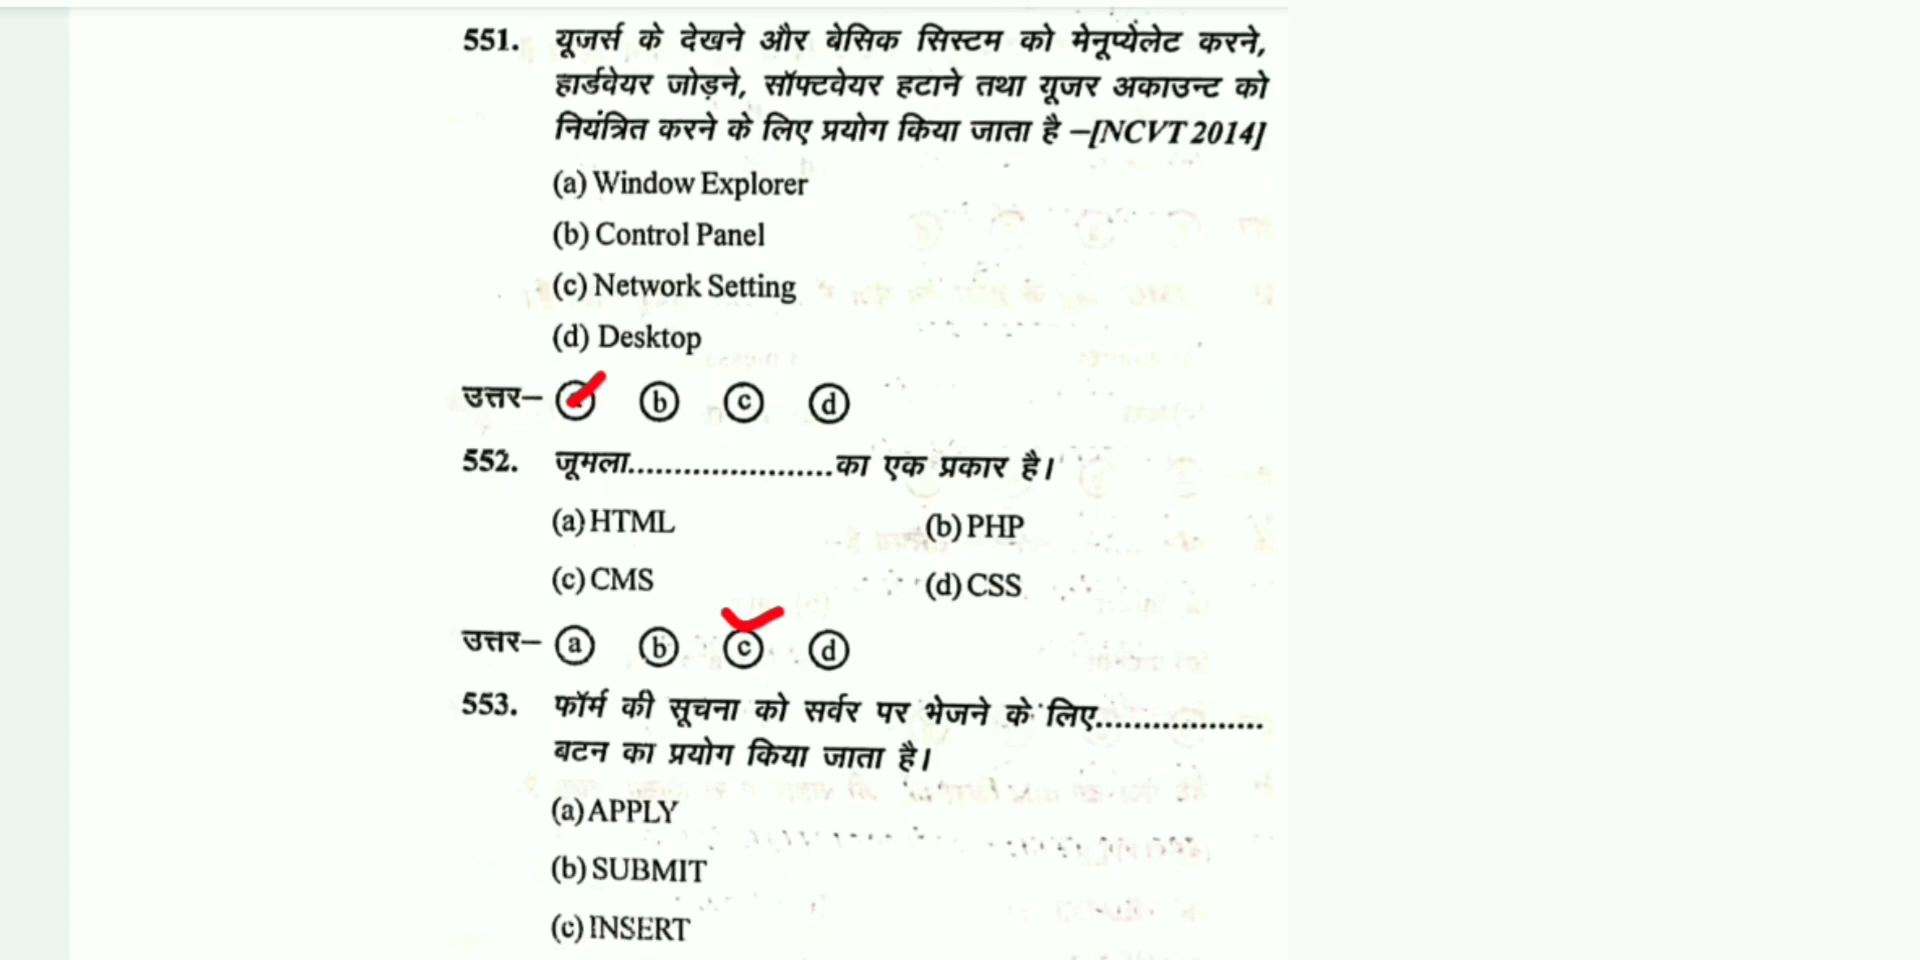 551. यूजर्स के देखने और बेसिक सिस्टम को मेनूप्यैलेट करने,
हार्डवेयर जोड़ने, सॉफ्टवेयर हटाने तथा यूजर अकाउन्ट को
नियंत्रित करने के लिए प्रयोग किया जाता है –[NCVT 2014]
(a) Window Explorer
(b) Control Panel
(c) Network Setting
(d) Desktop
उत्तर– b c d
552. जूमला......................का एक प्रकार है।
(a) HTML (b) PHP
(c) CMS (d) CSS
उत्तर– a b c d
553. फॉर्म की सूचना को सर्वर पर भेजने के लिए..................
बटन का प्रयोग किया जाता है।
(a) APPLY
(b) SUBMIT
(c) INSERT